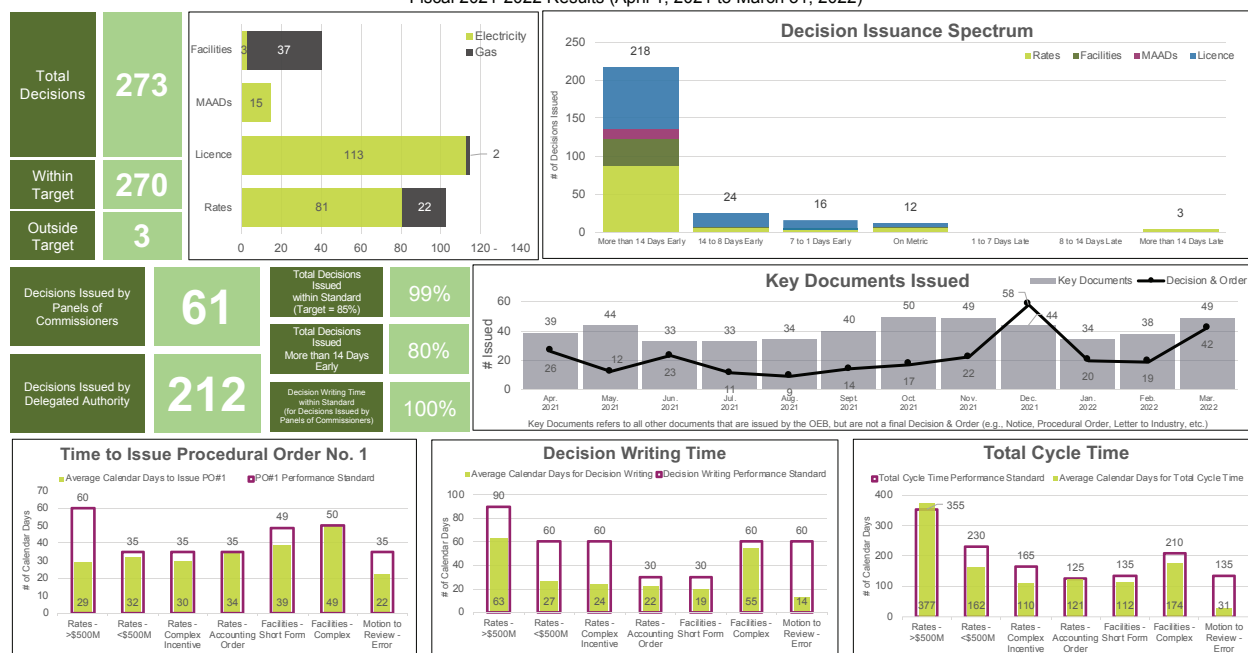 Fiscal 2021-2022 Results (April 1, 2021 to March 31, 2022)
Total
Decisions
273
Within
Target
270
Outside
Target
3
Electricity
Gas
Facilities
3
37
MAADs
15
Licence
113
2
Rates
81
22
0 20 40 60 80 100 120 - 140
Decision Issuance Spectrum
Rates Facilities MAADs Licence
# of Decisions Issued
250
200
150
100
50
0
218
24
16
12
3
More than 14 Days Early 14 to 8 Days Early 7 to 1 Days Early On Metric 1 to 7 Days Late 8 to 14 Days Late More than 14 Days Late
Decisions Issued by
Panels of
Commissioners
61
Decisions Issued by
Delegated Authority
212
Total Decisions
Issued
within Standard
(Target = 85%)
99%
Total Decisions
Issued
More than 14 Days
Early
80%
Decision Writing Time
within Standard
(for Decisions Issued by
Panels of Commissioners)
100%
Key Documents Issued
Key Documents Decision & Order
# Issued
60
40
20
0
39 44 33 33 34 40 50 49 44 34 38 49
26 12 23 11 9 14 17 22 58 20 19 42
Apr. May. Jun. Jul. Aug. Sept. Oct. Nov. Dec. Jan. Feb. Mar.
2021 2021 2021 2021 2021 2021 2021 2021 2021 2022 2022 2022
Key Documents refers to all other documents that are issued by the OEB, but are not a final Decision & Order (e.g., Notice, Procedural Order, Letter to Industry, etc.)
Time to Issue Procedural Order No. 1
Average Calendar Days to Issue PO#1 PO#1 Performance Standard
# of Calendar Days
70
60
50
40
30
20
10
0
60 35 35 35 49 50 35
29 32 30 34 39 49 22
Rates - Rates - Rates - Rates - Facilities - Facilities - Motion to
>$500M <$500M Complex Accounting Short Form Complex Review -
Incentive Order Error
Decision Writing Time
Average Calendar Days for Decision Writing Decision Writing Performance Standard
# of Calendar Days
100
80
60
40
20
0
90 60 60 30 30 60 60
63 27 24 22 19 55 14
Rates - Rates - Rates - Rates - Facilities - Facilities - Motion to
>$500M <$500M Complex Accounting Short Form Complex Review -
Incentive Order Error
Total Cycle Time
Total Cycle Time Performance Standard Average Calendar Days for Total Cycle Time
# of Calendar Days
400
300
200
100
0
355 230 165 125 135 210 135
377 162 110 121 112 174 31
Rates - Rates - Rates - Rates - Facilities - Facilities - Motion to
>$500M <$500M Complex Accounting Short Form Complex Review -
Incentive Order Error